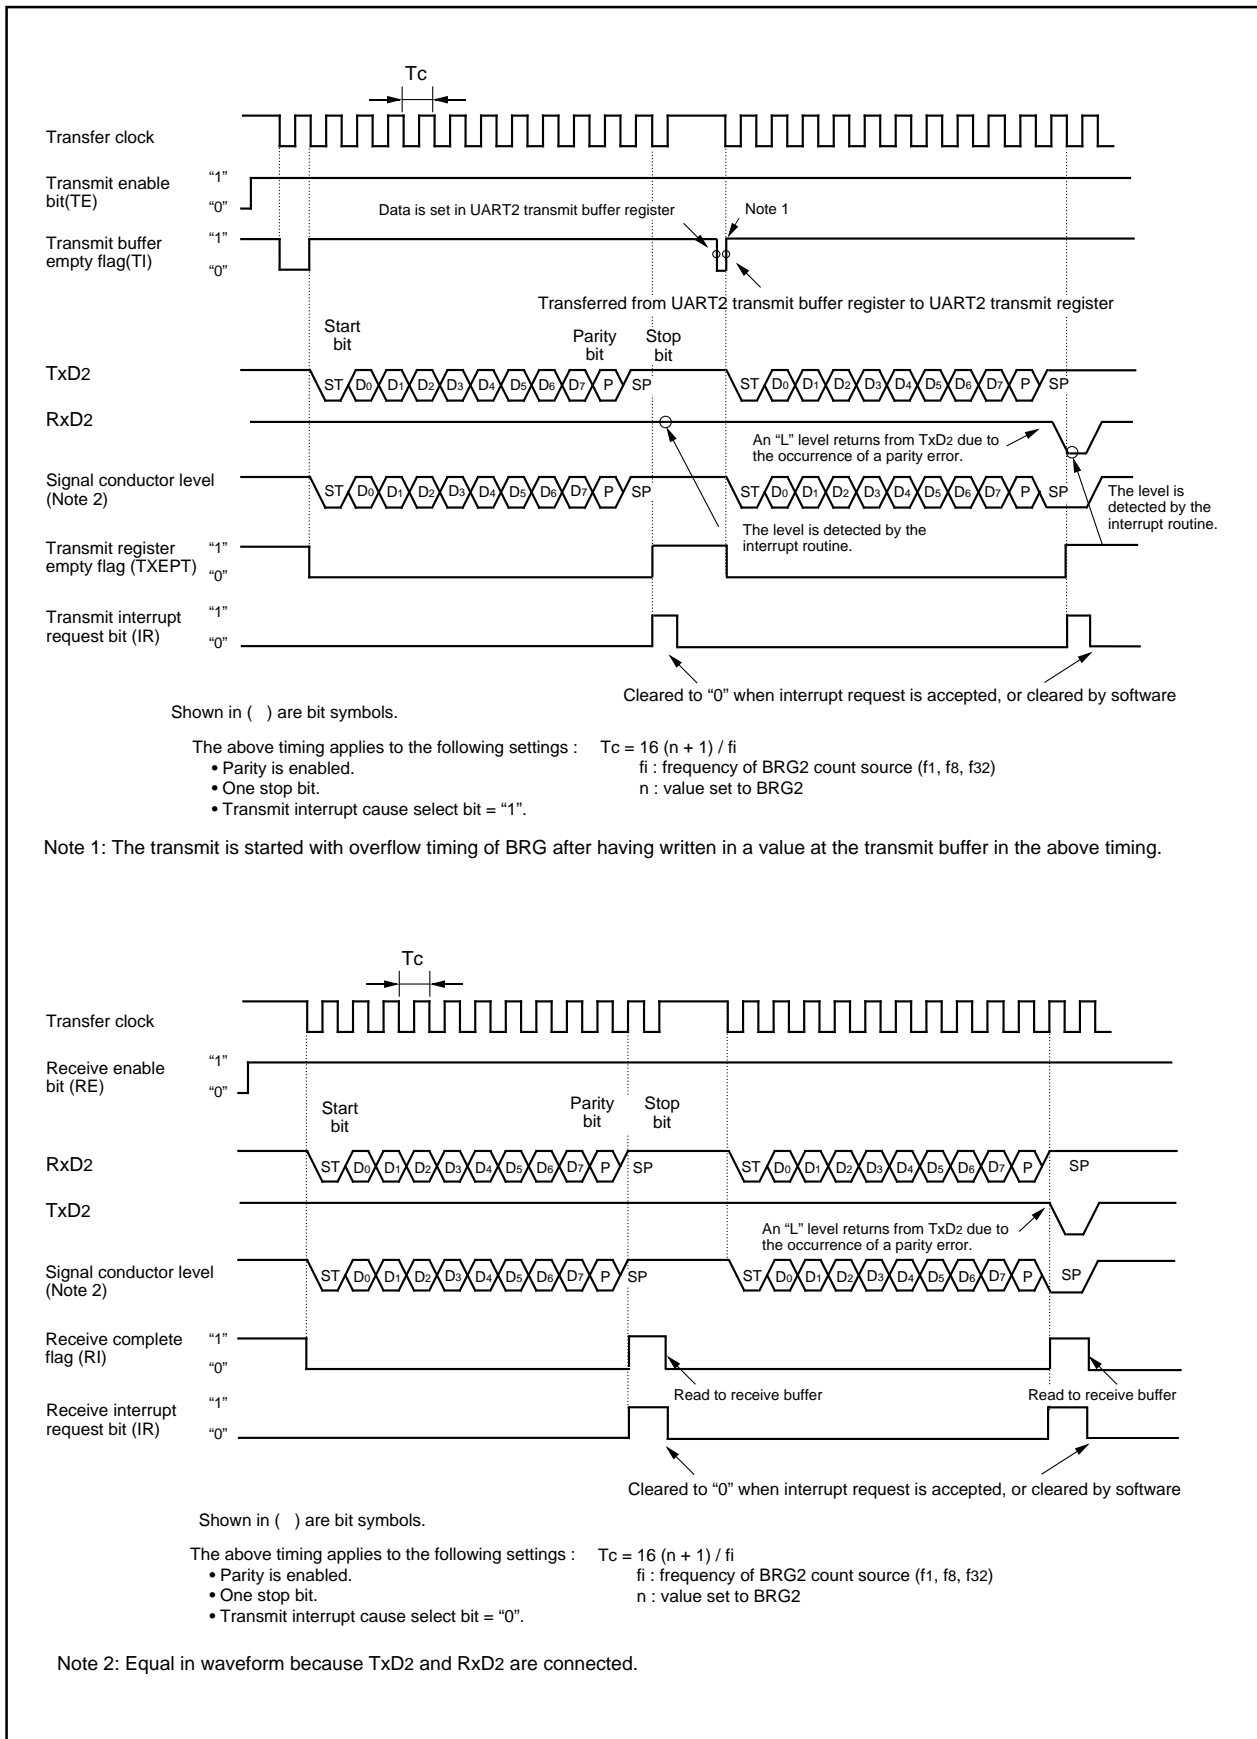 Tc
Transfer clock
Transmit enable
bit(TE)
“1”
“0”
Data is set in UART2 transmit buffer register
Note 1
Transmit buffer
empty flag(TI)
“1”
“0”
Transferred from UART2 transmit buffer register to UART2 transmit register
Start
bit
Parity
bit
Stop
bit
TxD2
ST D0 D1 D2 D3 D4 D5 D6 D7 P SP
ST D0 D1 D2 D3 D4 D5 D6 D7 P SP
RxD2
An “L” level returns from TxD2 due to
the occurrence of a parity error.
Signal conductor level
(Note 2)
ST D0 D1 D2 D3 D4 D5 D6 D7 P SP
ST D0 D1 D2 D3 D4 D5 D6 D7 P SP
The level is
detected by the
interrupt routine.
The level is detected by the
interrupt routine.
Transmit register
empty flag (TXEPT)
“1”
“0”
Transmit interrupt
request bit (IR)
“1”
“0”
Cleared to “0” when interrupt request is accepted, or cleared by software
Shown in ( ) are bit symbols.
The above timing applies to the following settings :
• Parity is enabled.
• One stop bit.
• Transmit interrupt cause select bit = “1”.
Tc = 16 (n + 1) / fi
fi : frequency of BRG2 count source (f1, f8, f32)
n : value set to BRG2
Note 1: The transmit is started with overflow timing of BRG after having written in a value at the transmit buffer in the above timing.
Tc
Transfer clock
Receive enable
bit (RE)
“1”
“0”
Start
bit
Parity
bit
Stop
bit
RxD2
ST D0 D1 D2 D3 D4 D5 D6 D7 P SP
ST D0 D1 D2 D3 D4 D5 D6 D7 P SP
TxD2
An “L” level returns from TxD2 due to
the occurrence of a parity error.
Signal conductor level
(Note 2)
ST D0 D1 D2 D3 D4 D5 D6 D7 P SP
ST D0 D1 D2 D3 D4 D5 D6 D7 P SP
Receive complete
flag (RI)
“1”
“0”
Read to receive buffer
Read to receive buffer
Receive interrupt
request bit (IR)
“1”
“0”
Cleared to “0” when interrupt request is accepted, or cleared by software
Shown in ( ) are bit symbols.
The above timing applies to the following settings :
• Parity is enabled.
• One stop bit.
• Transmit interrupt cause select bit = “0”.
Tc = 16 (n + 1) / fi
fi : frequency of BRG2 count source (f1, f8, f32)
n : value set to BRG2
Note 2: Equal in waveform because TxD2 and RxD2 are connected.